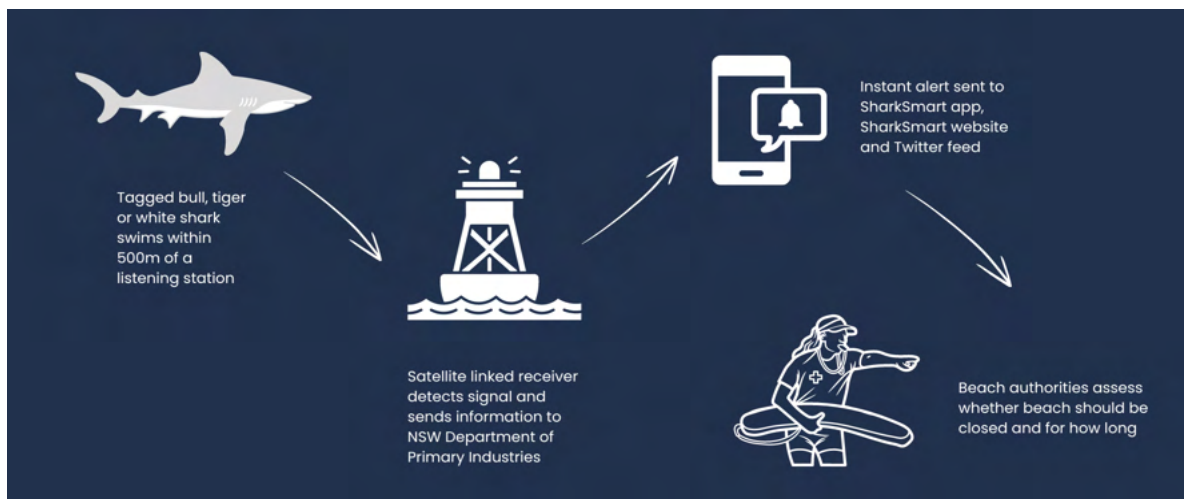 Tagged bull, tiger
or white shark
swims within
500m of a
listening station
Satellite linked receiver
detects signal and
sends information to
NSW Department of
Primary Industries
Instant alert sent to
SharkSmart app,
SharkSmart website
and Twitter feed
Beach authorities assess
whether beach should be
closed and for how long